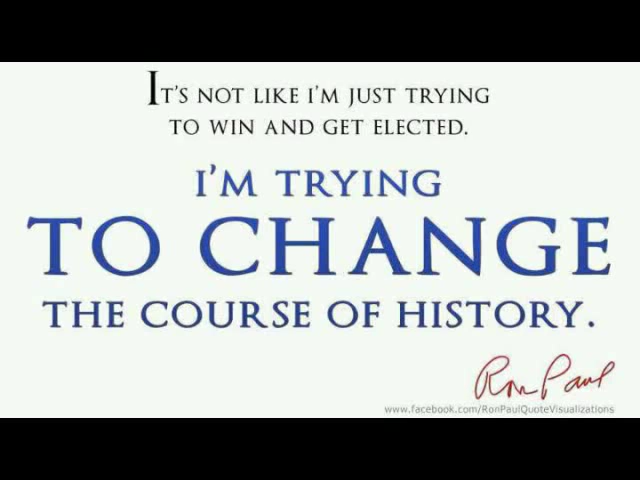 It's not like I'm just trying
to win and get elected.
I'm trying
to change
the course of history.
Ron Paul
www.facebook.com/RonPaulQuoteVisualizations